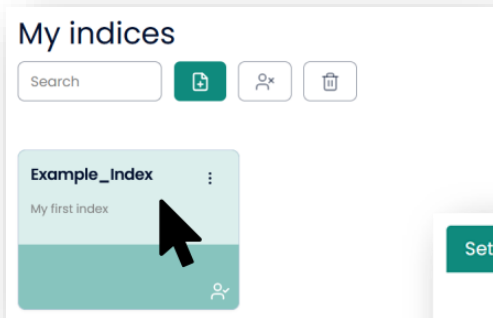 My indices
Search
Example_Index
My first index
Set